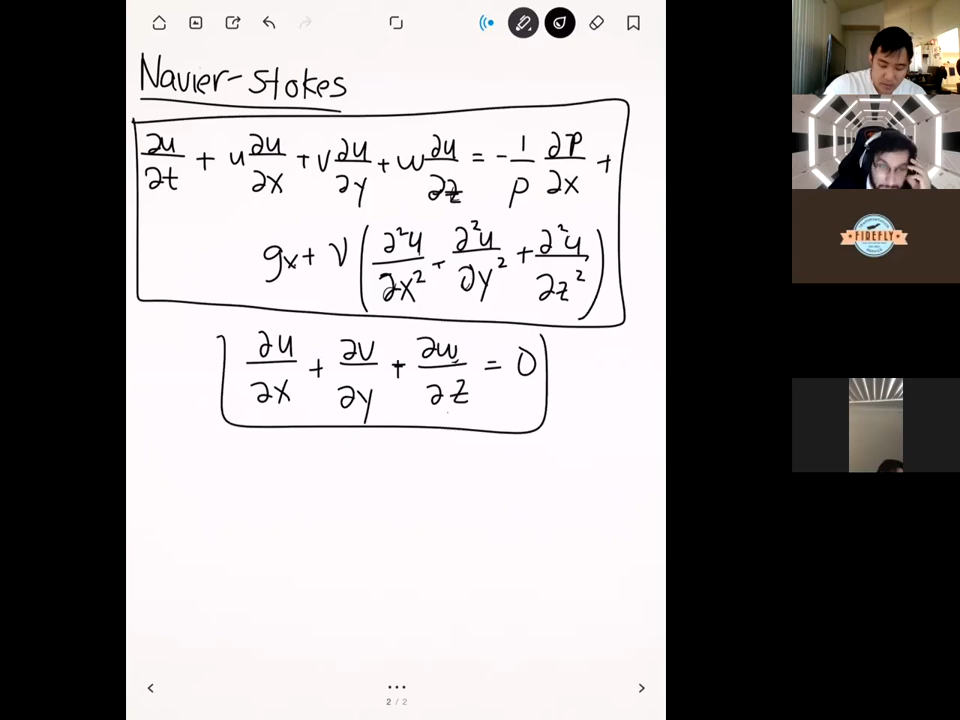 Navier-Stokes
∂u/∂t + u ∂u/∂x + v ∂u/∂y + w ∂u/∂z = - 1/ρ ∂P/∂x +
gx + ν ( ∂²u/∂x² + ∂²u/∂y² + ∂²u/∂z² )
∂u/∂x + ∂v/∂y + ∂w/∂z = 0
2 / 2
FIREFLY